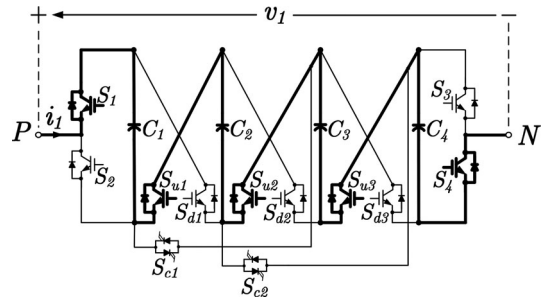 + v1 −
S1 S3
P i1 C1 C2 C3 C4 N
S2 Su1 Sd1 Su2 Sd2 Su3 Sd3 S4
Sc1 Sc2